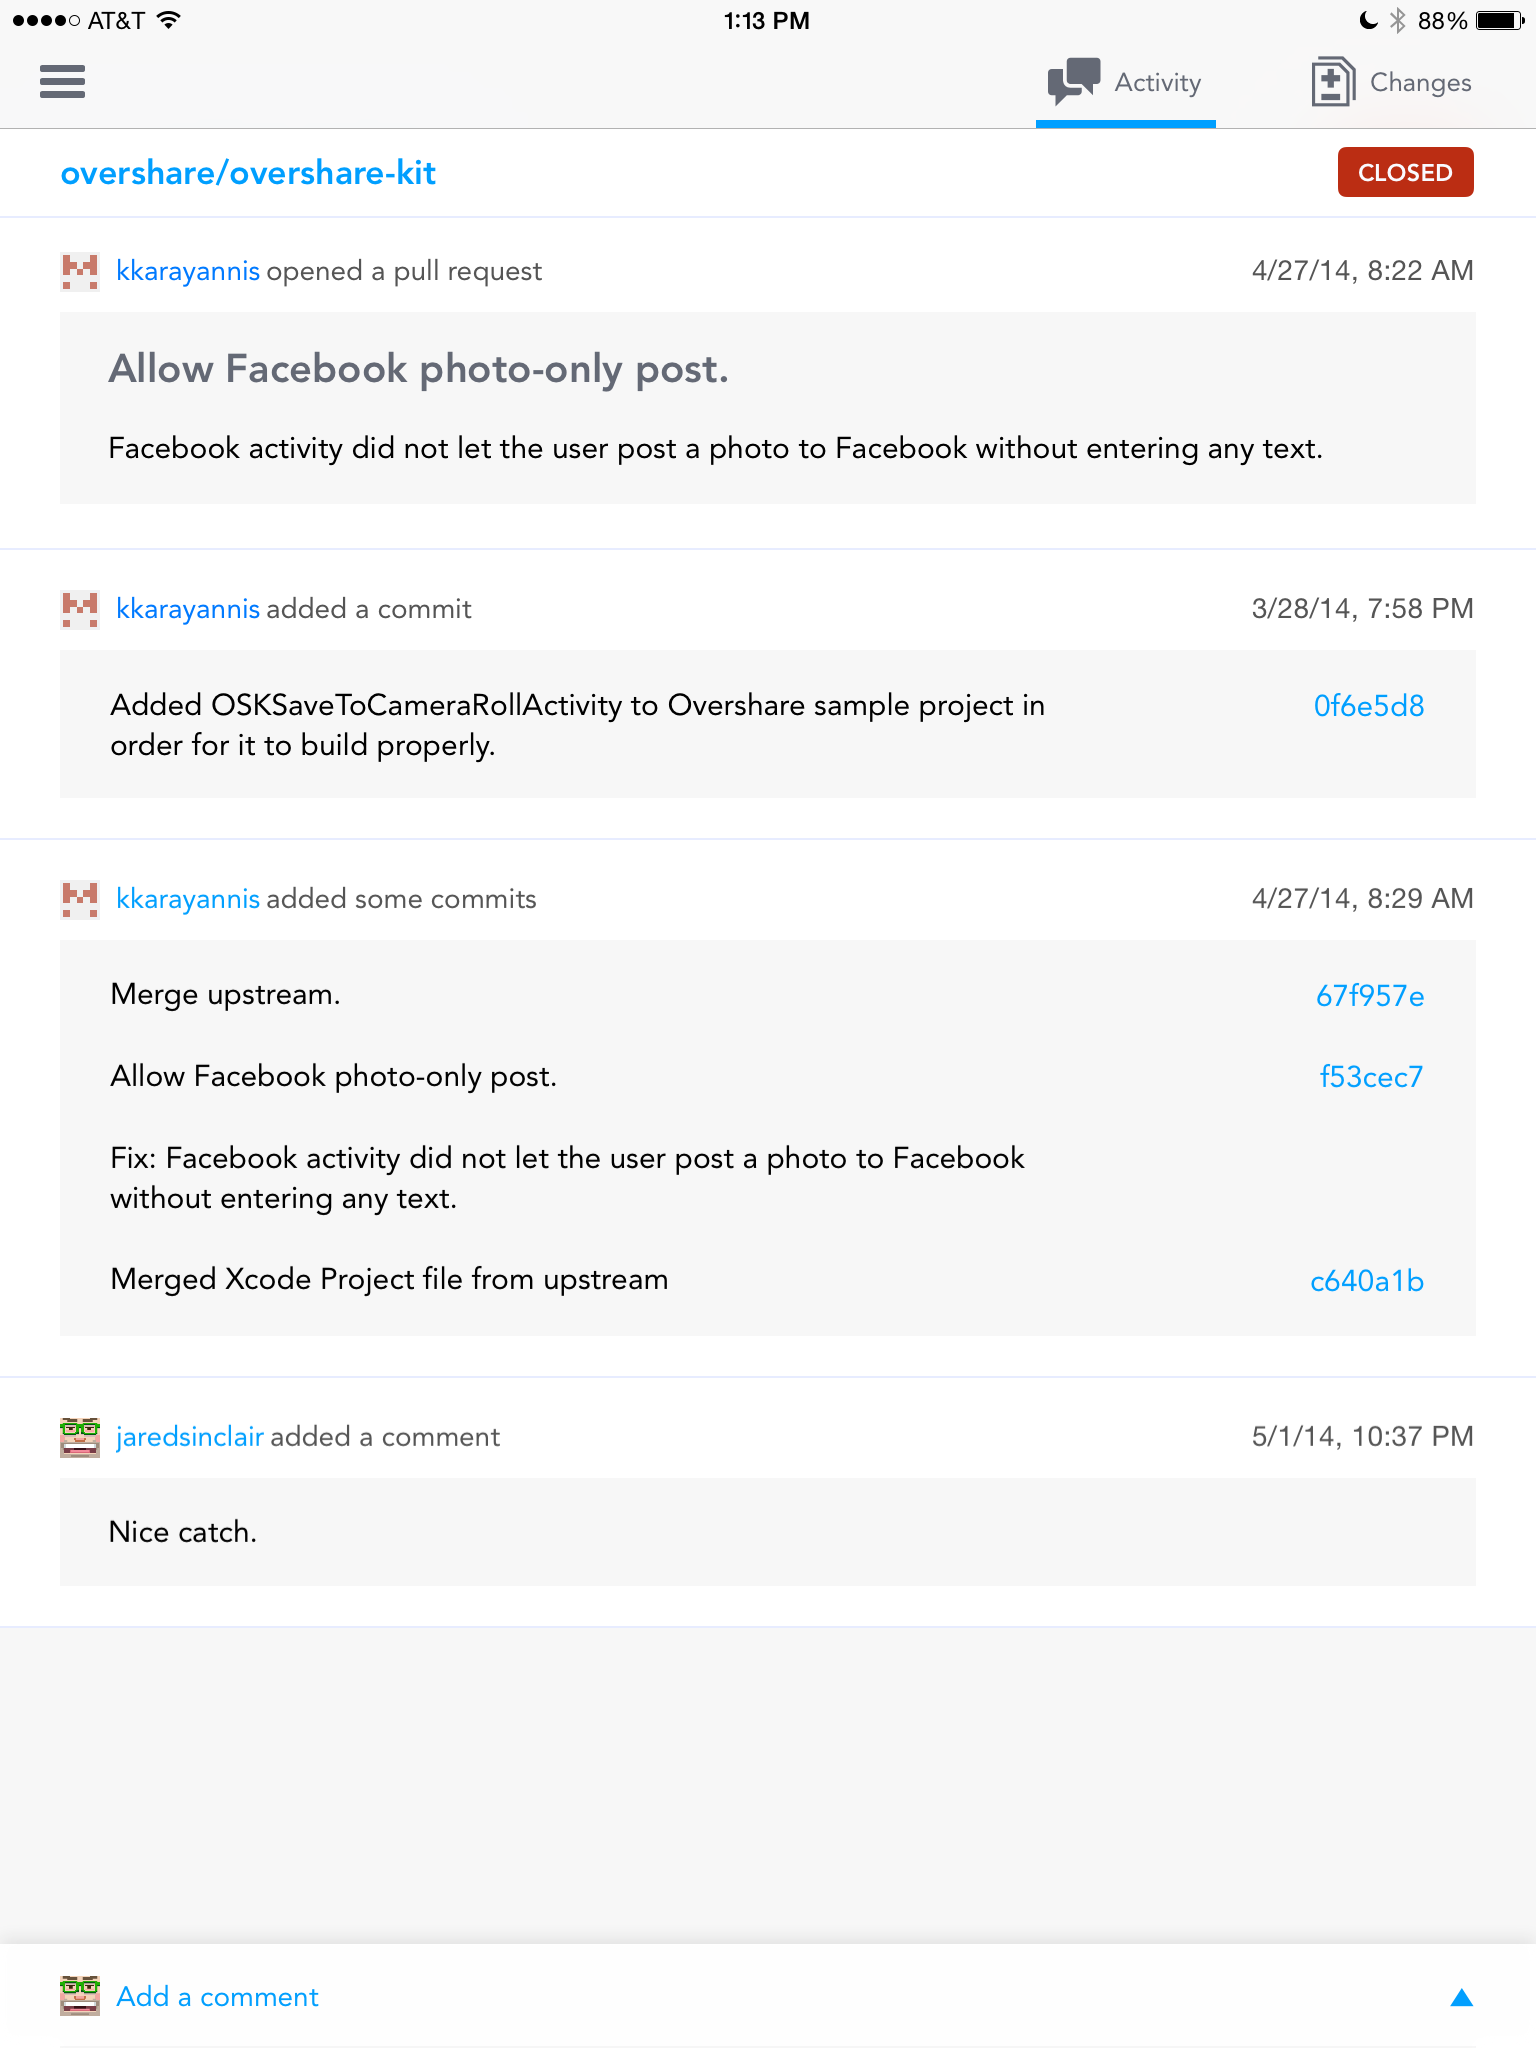 AT&T 1:13 PM 88%
Activity Changes
overshare/overshare-kit CLOSED
kkarayannis opened a pull request 4/27/14, 8:22 AM
Allow Facebook photo-only post.
Facebook activity did not let the user post a photo to Facebook without entering any text.
kkarayannis added a commit 3/28/14, 7:58 PM
Added OSKSaveToCameraRollActivity to Overshare sample project in 0f6e5d8
order for it to build properly.
kkarayannis added some commits 4/27/14, 8:29 AM
Merge upstream. 67f957e
Allow Facebook photo-only post. f53cec7
Fix: Facebook activity did not let the user post a photo to Facebook
without entering any text.
Merged Xcode Project file from upstream c640a1b
jaredsinclair added a comment 5/1/14, 10:37 PM
Nice catch.
Add a comment